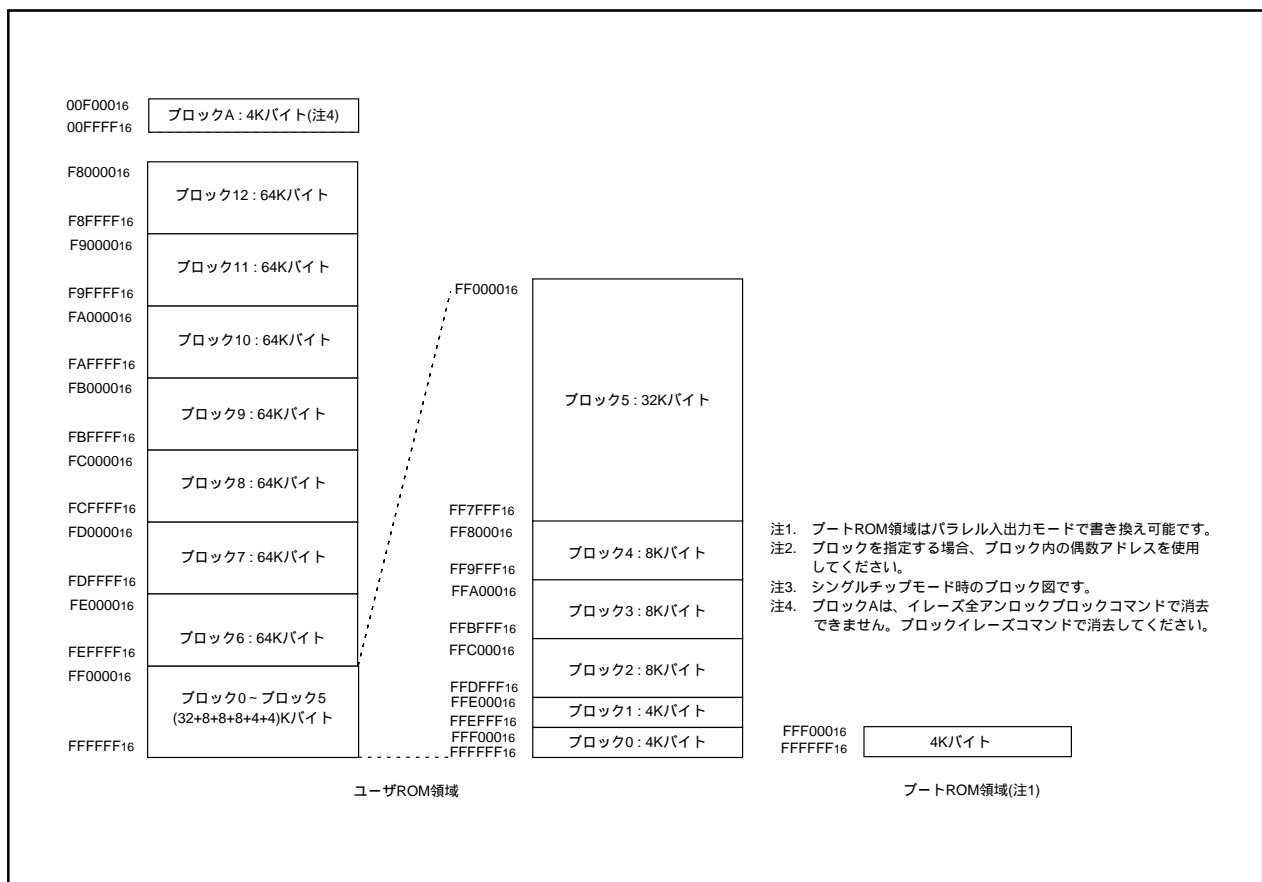 00F00016
ブロックA : 4Kバイト(注4)
00FFFF16
F8000016
ブロック12 : 64Kバイト
F8FFFF16
F9000016
ブロック11 : 64Kバイト
F9FFFF16
FA000016
ブロック10 : 64Kバイト
FAFFFF16
FB000016
ブロック9 : 64Kバイト
FBFFFF16
FC000016
ブロック8 : 64Kバイト
FCFFFF16
FD000016
ブロック7 : 64Kバイト
FDFFFF16
FE000016
ブロック6 : 64Kバイト
FEFFFF16
FF000016
ブロック0 ~ ブロック5
(32+8+8+8+4+4)Kバイト
FFFFFF16
FF000016
ブロック5 : 32Kバイト
FF7FFF16
FF800016
ブロック4 : 8Kバイト
FF9FFF16
FFA00016
ブロック3 : 8Kバイト
FFBFFF16
FFC00016
ブロック2 : 8Kバイト
FFDFFF16
FFE00016
ブロック1 : 4Kバイト
FFEFFF16
FFF00016
ブロック0 : 4Kバイト
FFFFFF16
ユーザROM領域
注1. ブートROM領域はパラレル入出力モードで書き換え可能です。
注2. ブロックを指定する場合、ブロック内の偶数アドレスを使用
してください。
注3. シングルチップモード時のブロック図です。
注4. ブロックAは、イレーズ全アンロックブロックコマンドで消去
できません。ブロックイレーズコマンドで消去してください。
FFF00016
FFFFFF16
4Kバイト
ブートROM領域(注1)